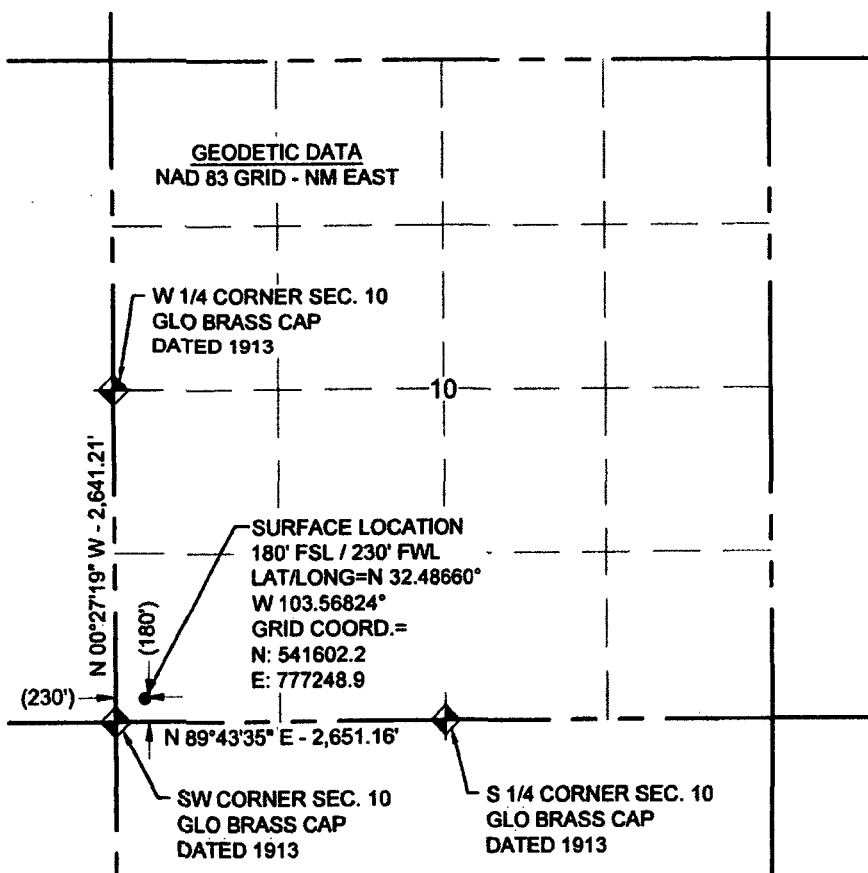 GEODETIC DATA
NAD 83 GRID - NM EAST
W 1/4 CORNER SEC. 10
GLO BRASS CAP
DATED 1913
10
N 00°27'19" W - 2,641.21'
SURFACE LOCATION
180' FSL / 230' FWL
LAT/LONG=N 32.48660°
W 103.56824°
GRID COORD.=
N: 541602.2
E: 777248.9
(180')
(230')
N 89°43'35" E - 2,651.16'
SW CORNER SEC. 10
GLO BRASS CAP
DATED 1913
S 1/4 CORNER SEC. 10
GLO BRASS CAP
DATED 1913